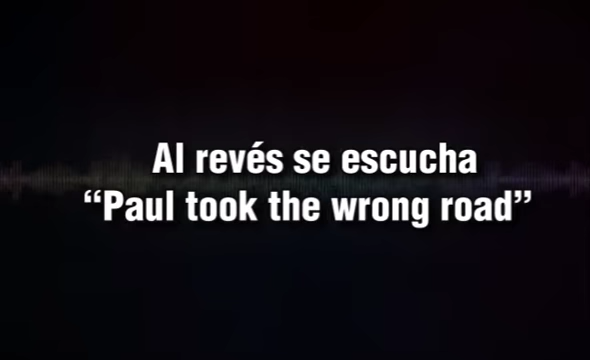 Al revés se escucha
“Paul took the wrong road”